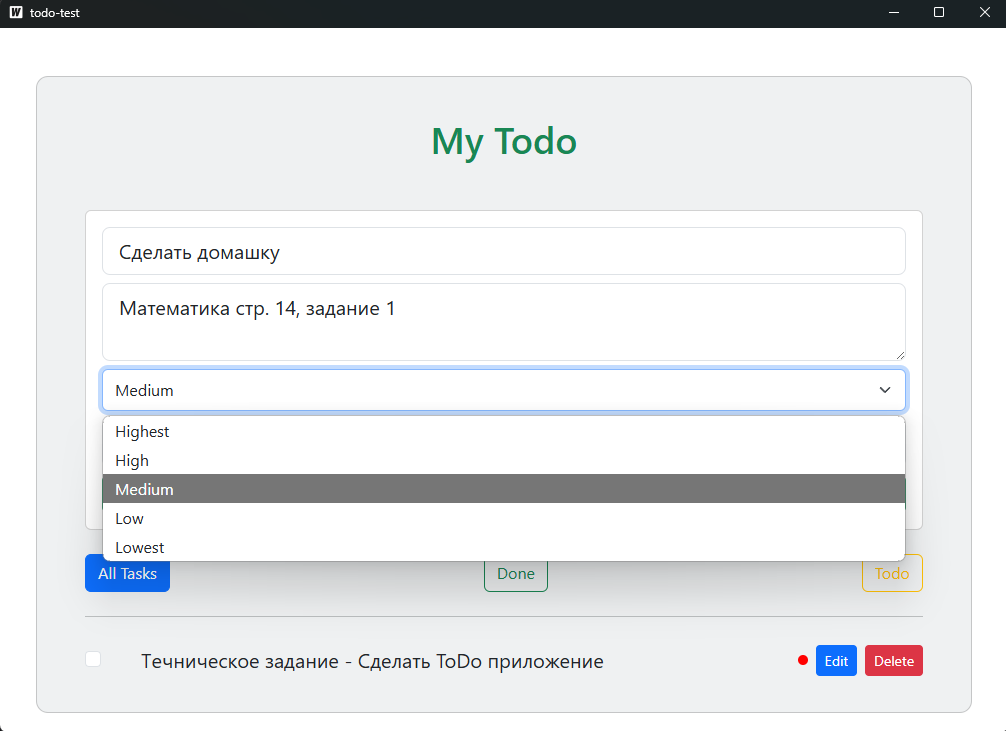 W todo-test
My Todo
Сделать домашку
Математика стр. 14, задание 1
Medium
Highest
High
Medium
Low
Lowest
All Tasks Done Todo
Течническое задание - Сделать ToDo приложение Edit Delete